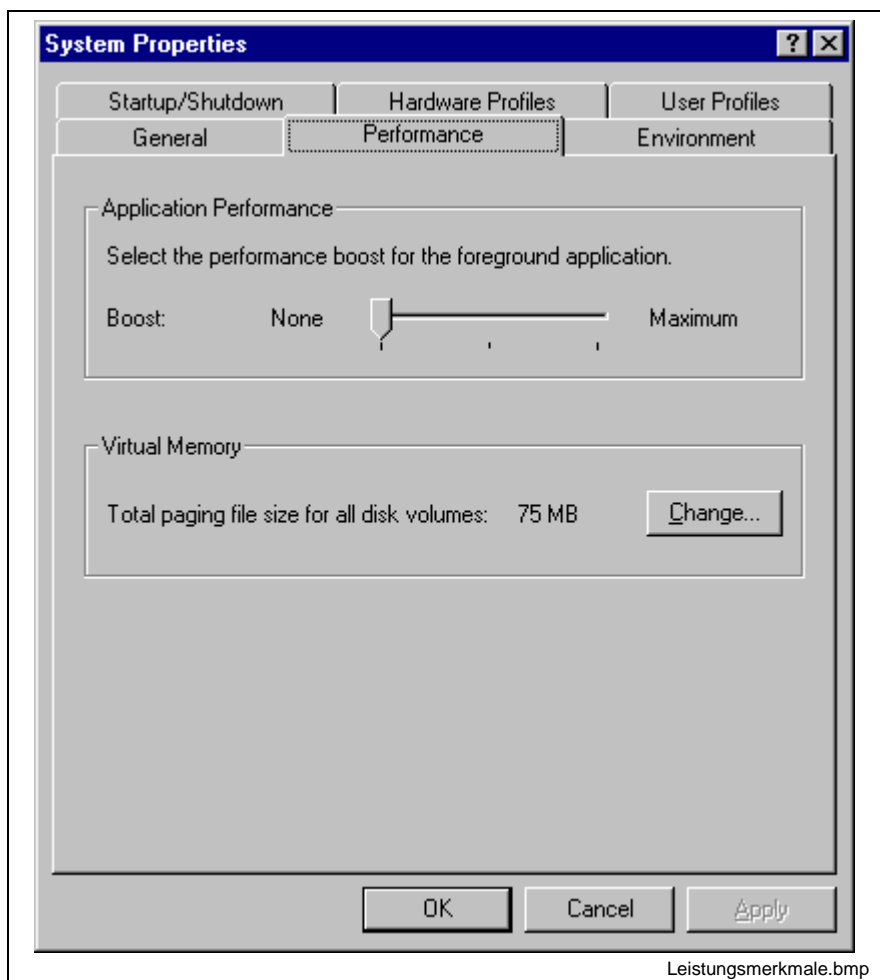 System Properties
Startup/Shutdown Hardware Profiles User Profiles
General Performance Environment
Application Performance
Select the performance boost for the foreground application.
Boost: None Maximum
Virtual Memory
Total paging file size for all disk volumes: 75 MB Change...
OK Cancel Apply
Leistungsmerkmale.bmp